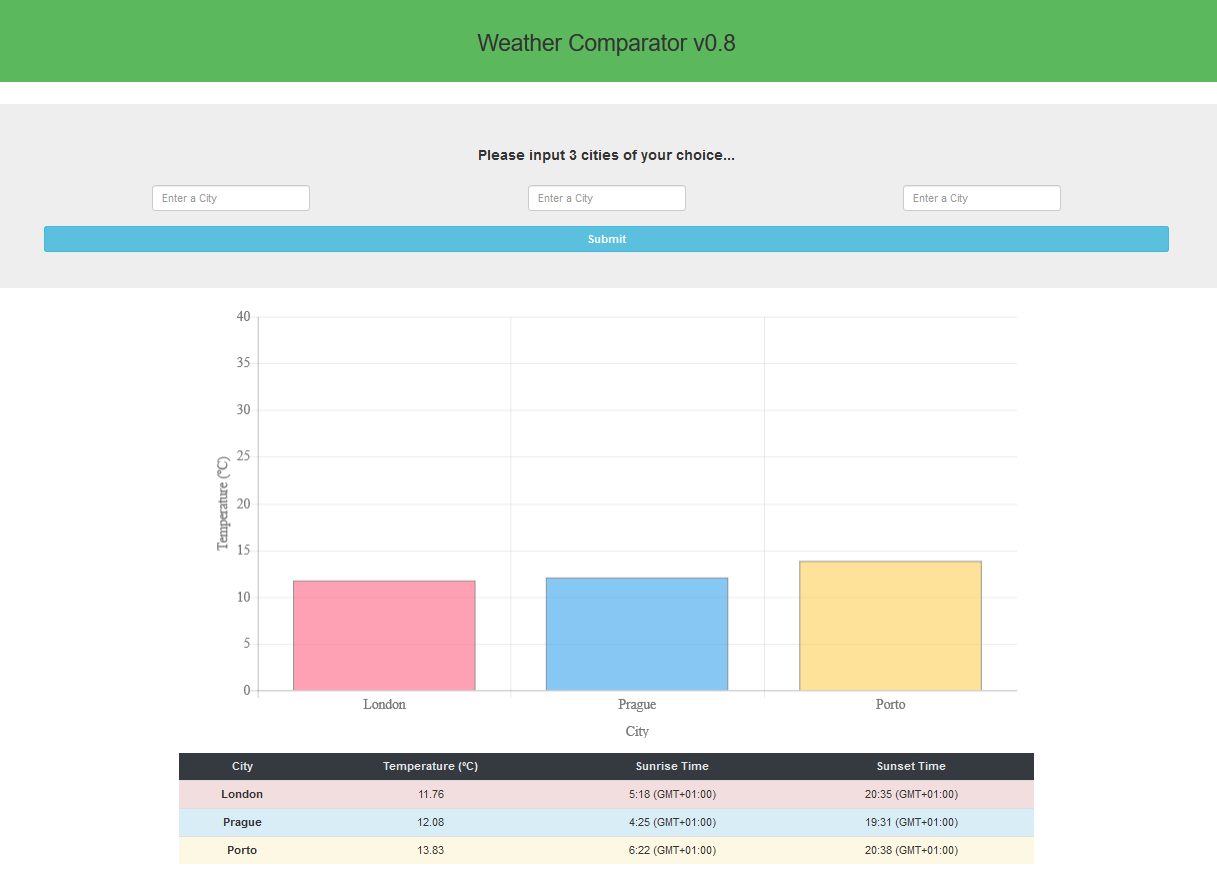 Weather Comparator v0.8
Please input 3 cities of your choice...
Enter a City Enter a City Enter a City
Submit
40
35
30
25
20
15
10
5
0
Temperature (°C)
London Prague Porto
City
City Temperature (ºC) Sunrise Time Sunset Time
London 11.76 5:18 (GMT+01:00) 20:35 (GMT+01:00)
Prague 12.08 4:25 (GMT+01:00) 19:31 (GMT+01:00)
Porto 13.83 6:22 (GMT+01:00) 20:38 (GMT+01:00)